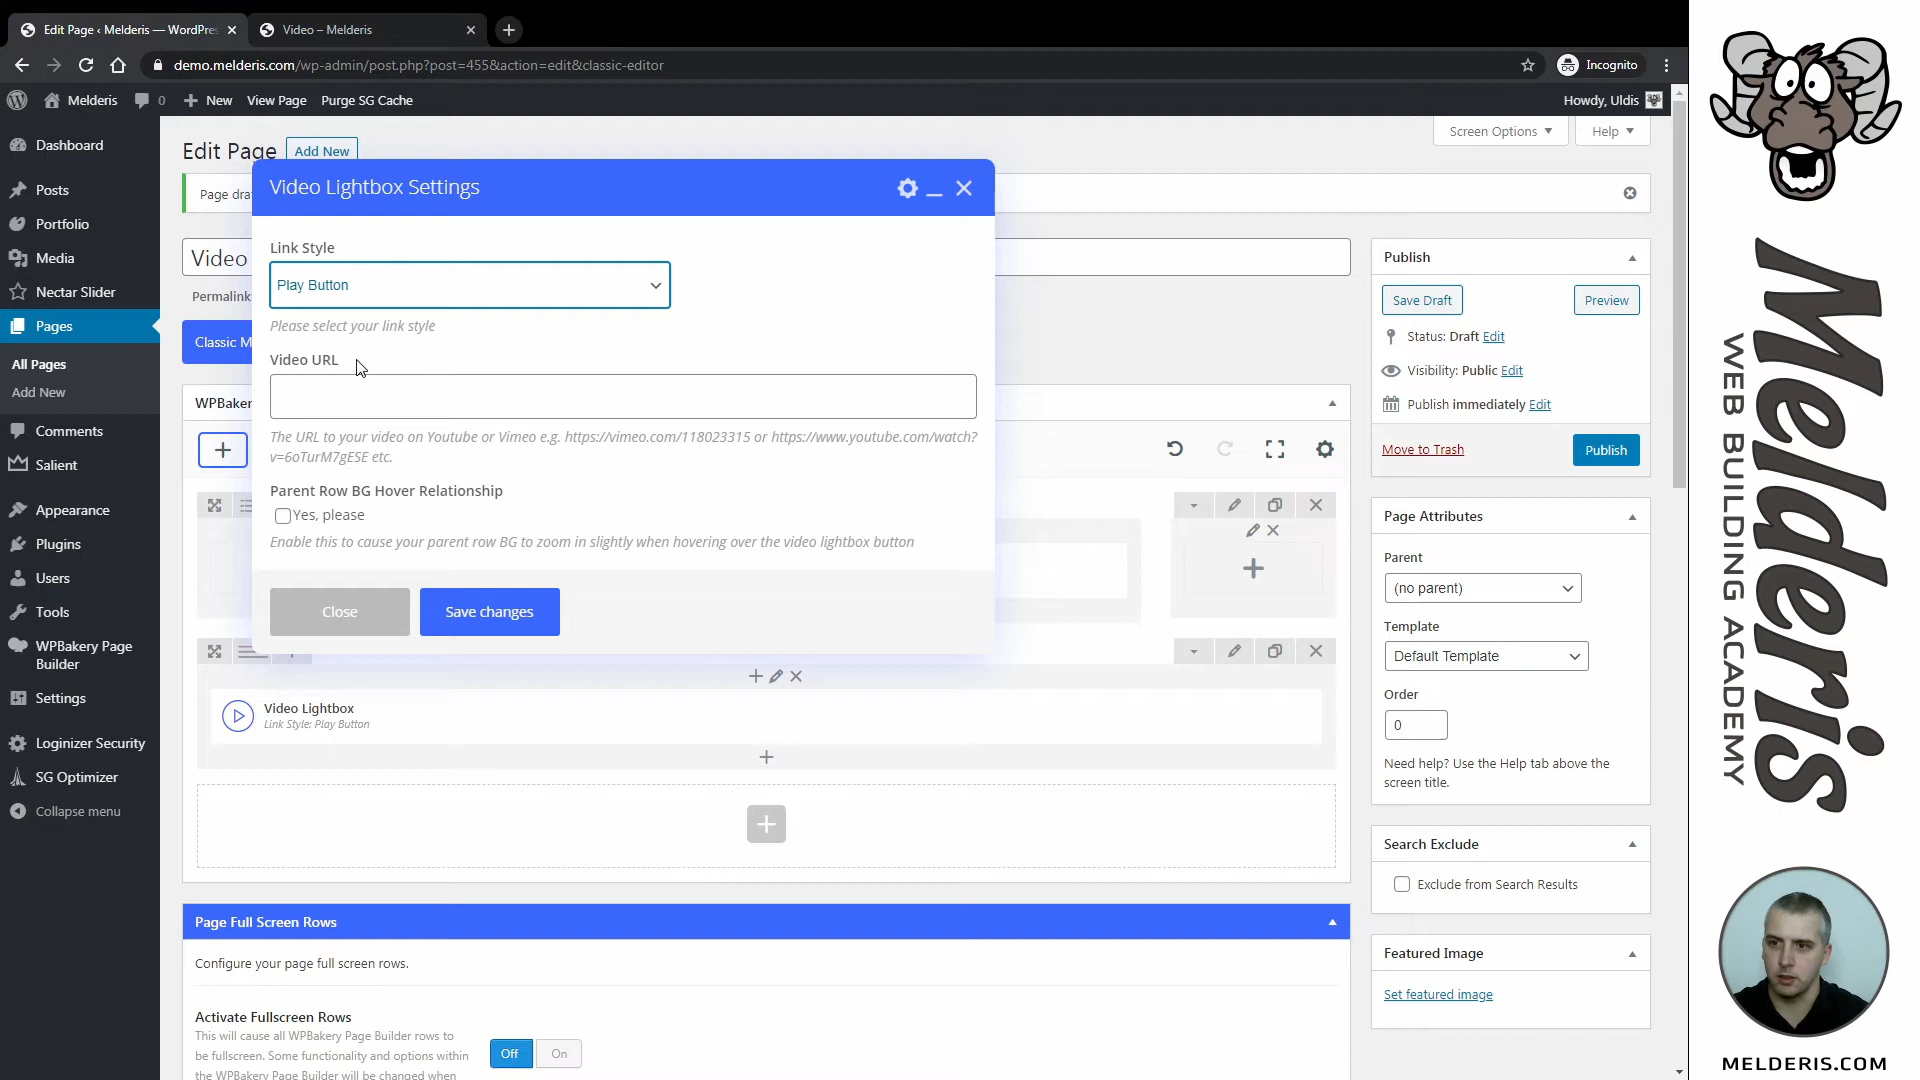 Edit Page ‹ Melderis — WordPres
Video – Melderis
demo.melderis.com/wp-admin/post.php?post=455&action=edit&classic-editor
Incognito
Melderis
0
New
View Page
Purge SG Cache
Howdy, Uldis
Dashboard
Posts
Portfolio
Media
Nectar Slider
Pages
All Pages
Add New
Comments
Salient
Appearance
Plugins
Users
Tools
WPBakery Page
Builder
Settings
Loginizer Security
SG Optimizer
Collapse menu
Edit Page
Add New
Screen Options
Help
Page dra
Video
Permalink
Classic M
WPBaker
Video Lightbox Settings
Link Style
Play Button
Please select your link style
Video URL
The URL to your video on Youtube or Vimeo e.g. https://vimeo.com/118023315 or https://www.youtube.com/watch?
v=6oTurM7gESE etc.
Parent Row BG Hover Relationship
Yes, please
Enable this to cause your parent row BG to zoom in slightly when hovering over the video lightbox button
Close
Save changes
Video Lightbox
Link Style: Play Button
Page Full Screen Rows
Configure your page full screen rows.
Activate Fullscreen Rows
This will cause all WPBakery Page Builder rows to
be fullscreen. Some functionality and options within
the WPBakery Page Builder will be changed when
Off
On
Publish
Save Draft
Preview
Status: Draft Edit
Visibility: Public Edit
Publish immediately Edit
Move to Trash
Publish
Page Attributes
Parent
(no parent)
Template
Default Template
Order
0
Need help? Use the Help tab above the
screen title.
Search Exclude
Exclude from Search Results
Featured Image
Set featured image
Melderis
WEB BUILDING ACADEMY
MELDERIS.COM